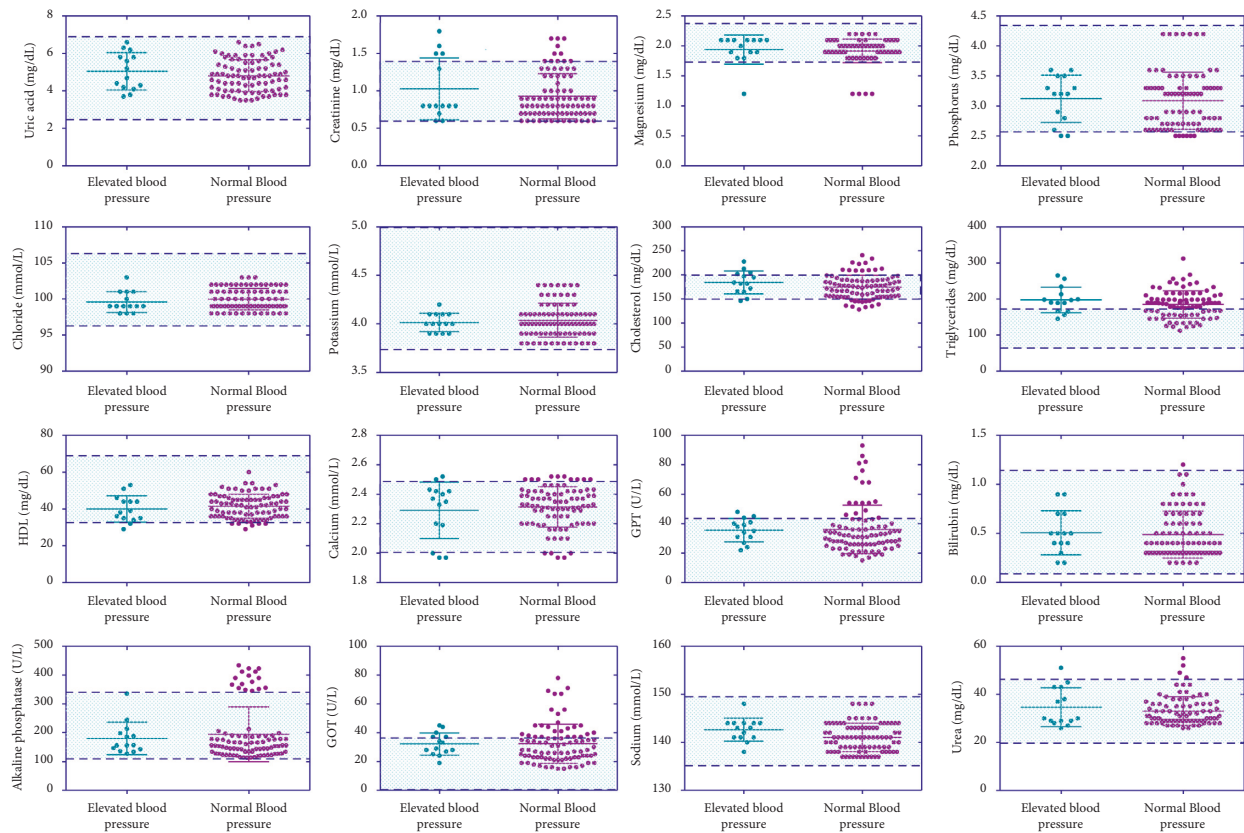 Uric acid (mg/dL)
8
6
4
2
0
Elevated blood
pressure
Normal Blood
pressure
Creatinine (mg/dL)
2.0
1.5
1.0
0.5
0.0
Elevated blood
pressure
Normal Blood
pressure
Magnesium (mg/dL)
2.5
2.0
1.5
1.0
0.5
0.0
Elevated blood
pressure
Normal Blood
pressure
Phosphorus (mg/dL)
4.5
4.0
3.5
3.0
2.5
2.0
Elevated blood
pressure
Normal Blood
pressure
Chloride (mmol/L)
110
105
100
95
90
Elevated blood
pressure
Normal Blood
pressure
Potassium (mmol/L)
5.0
4.5
4.0
3.5
Elevated blood
pressure
Normal Blood
pressure
Cholesterol (mg/dL)
300
250
200
150
100
50
0
Elevated blood
pressure
Normal Blood
pressure
Triglycerides (mg/dL)
400
300
200
100
0
Elevated blood
pressure
Normal Blood
pressure
HDL (mg/dL)
80
60
40
20
0
Elevated blood
pressure
Normal Blood
pressure
Calcium (mmol/L)
2.8
2.6
2.4
2.2
2.0
1.8
Elevated blood
pressure
Normal Blood
pressure
GPT (U/L)
100
80
60
40
20
0
Elevated blood
pressure
Normal Blood
pressure
Bilirubin (mg/dL)
1.5
1.0
0.5
0.0
Elevated blood
pressure
Normal Blood
pressure
Alkaline phosphatase (U/L)
500
400
300
200
100
0
Elevated blood
pressure
Normal Blood
pressure
GOT (U/L)
100
80
60
40
20
0
Elevated blood
pressure
Normal Blood
pressure
Sodium (mmol/L)
160
150
140
130
Elevated blood
pressure
Normal Blood
pressure
Urea (mg/dL)
60
40
20
0
Elevated blood
pressure
Normal Blood
pressure